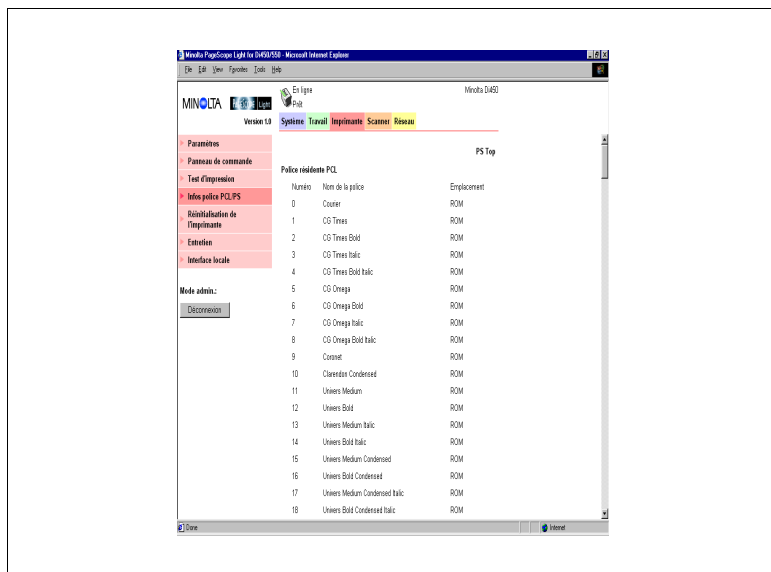 Minolta PageScope Light for Di450/550 - Microsoft Internet Explorer
File Edit View Favorites Tools Help
MINOLTA Light
Version 1.0
En ligne
Prêt
Minolta Di450
Système Travail Imprimante Scanner Réseau
Paramètres
Panneau de commande
Test d'impression
Infos police PCL/PS
Réinitialisation de
l'imprimante
Entretien
Interface locale
Mode admin.:
Déconnexion
PS Top
Police résidente PCL
Numéro Nom de la police Emplacement
0 Courier ROM
1 CG Times ROM
2 CG Times Bold ROM
3 CG Times Italic ROM
4 CG Times Bold Italic ROM
5 CG Omega ROM
6 CG Omega Bold ROM
7 CG Omega Italic ROM
8 CG Omega Bold Italic ROM
9 Coronet ROM
10 Clarendon Condensed ROM
11 Univers Medium ROM
12 Univers Bold ROM
13 Univers Medium Italic ROM
14 Univers Bold Italic ROM
15 Univers Medium Condensed ROM
16 Univers Bold Condensed ROM
17 Univers Medium Condensed Italic ROM
18 Univers Bold Condensed Italic ROM
Done Internet